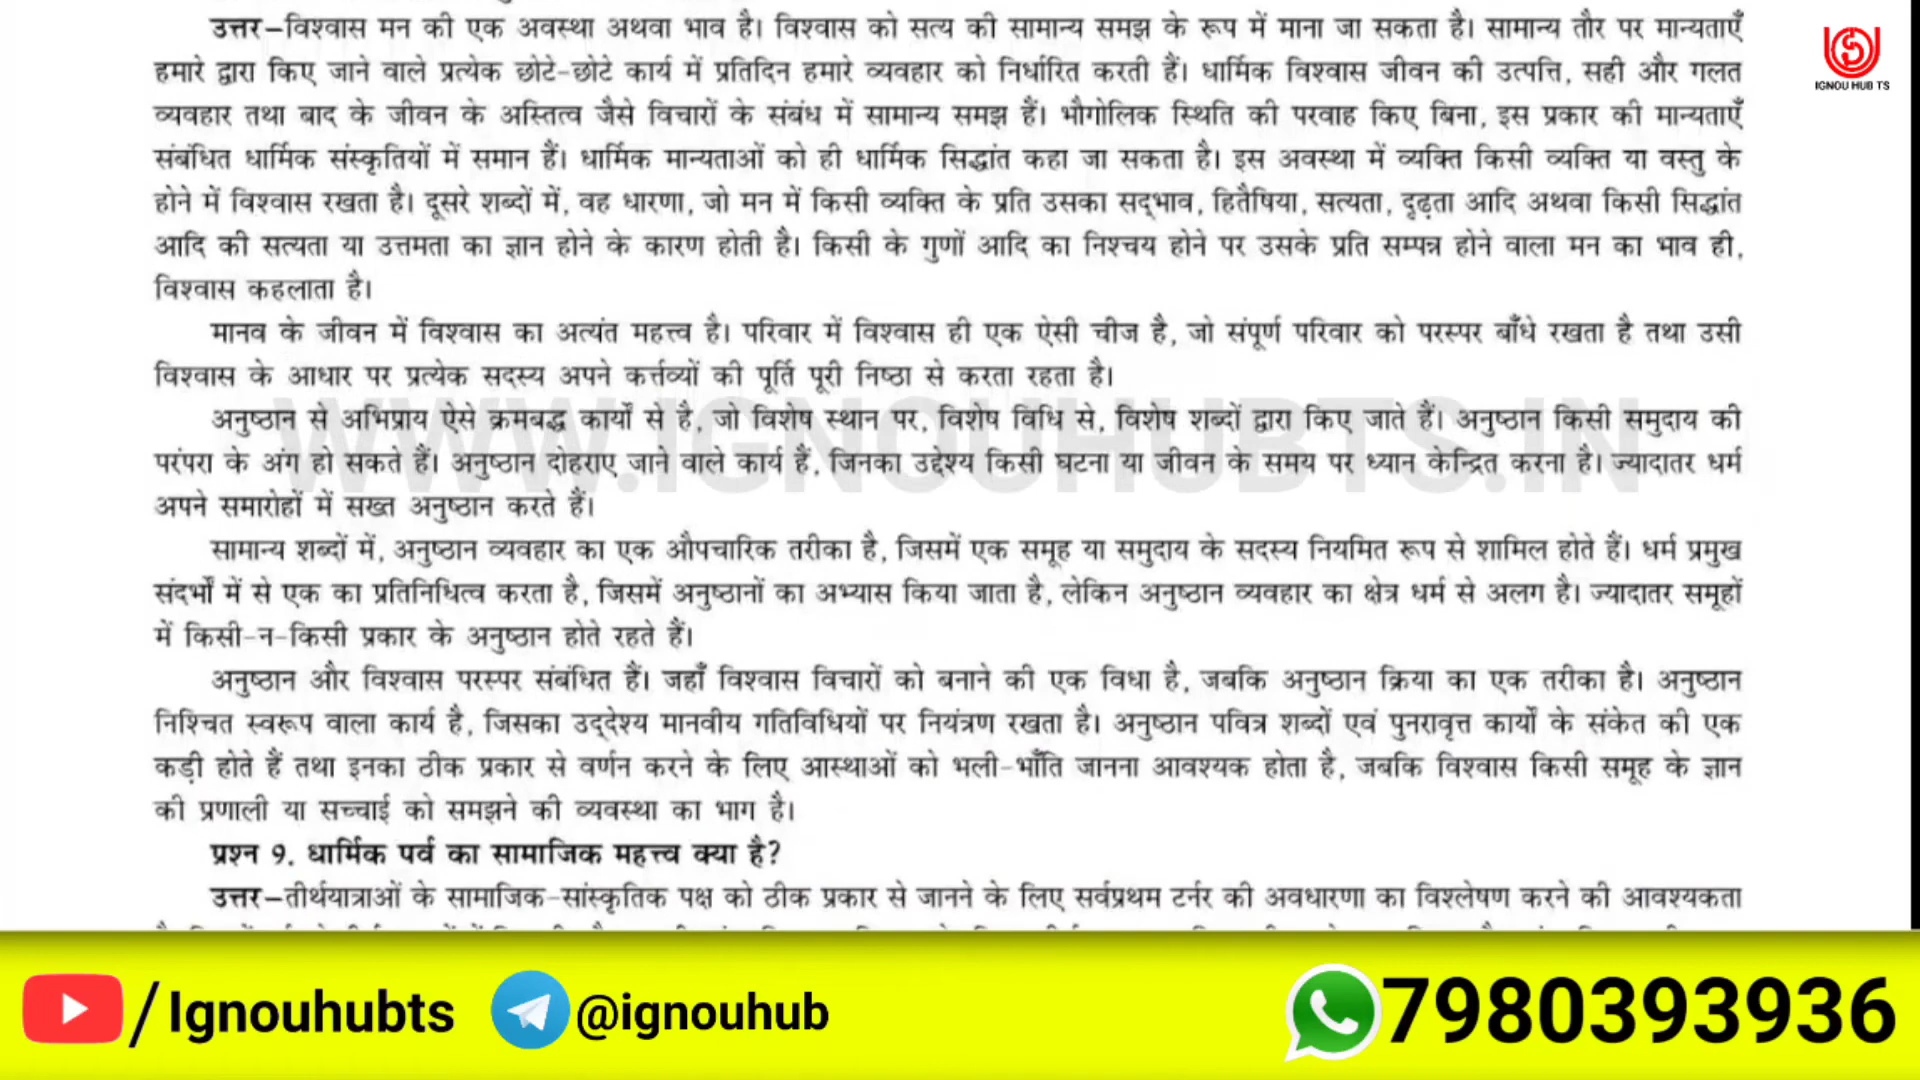 उत्तर–विश्वास मन की एक अवस्था अथवा भाव है। विश्वास को सत्य की सामान्य समझ के रूप में माना जा सकता है। सामान्य तौर पर मान्यताएँ
हमारे द्वारा किए जाने वाले प्रत्येक छोटे-छोटे कार्य में प्रतिदिन हमारे व्यवहार को निर्धारित करती हैं। धार्मिक विश्वास जीवन की उत्पत्ति, सही और गलत
व्यवहार तथा बाद के जीवन के अस्तित्व जैसे विचारों के संबंध में सामान्य समझ हैं। भौगोलिक स्थिति की परवाह किए बिना, इस प्रकार की मान्यताएँ
संबंधित धार्मिक संस्कृतियों में समान हैं। धार्मिक मान्यताओं को ही धार्मिक सिद्धांत कहा जा सकता है। इस अवस्था में व्यक्ति किसी व्यक्ति या वस्तु के
होने में विश्वास रखता है। दूसरे शब्दों में, वह धारणा, जो मन में किसी व्यक्ति के प्रति उसका सद्भाव, हितैषिया, सत्यता, दृढ़ता आदि अथवा किसी सिद्धांत
आदि की सत्यता या उत्तमता का ज्ञान होने के कारण होती है। किसी के गुणों आदि का निश्चय होने पर उसके प्रति सम्पन्न होने वाला मन का भाव ही,
विश्वास कहलाता है।
मानव के जीवन में विश्वास का अत्यंत महत्त्व है। परिवार में विश्वास ही एक ऐसी चीज है, जो संपूर्ण परिवार को परस्पर बाँधे रखता है तथा उसी
विश्वास के आधार पर प्रत्येक सदस्य अपने कर्त्तव्यों की पूर्ति पूरी निष्ठा से करता रहता है।
अनुष्ठान से अभिप्राय ऐसे क्रमबद्ध कार्यों से है, जो विशेष स्थान पर, विशेष विधि से, विशेष शब्दों द्वारा किए जाते हैं। अनुष्ठान किसी समुदाय की
परंपरा के अंग हो सकते हैं। अनुष्ठान दोहराए जाने वाले कार्य हैं, जिनका उद्देश्य किसी घटना या जीवन के समय पर ध्यान केन्द्रित करना है। ज्यादातर धर्म
अपने समारोहों में सख्त अनुष्ठान करते हैं।
सामान्य शब्दों में, अनुष्ठान व्यवहार का एक औपचारिक तरीका है, जिसमें एक समूह या समुदाय के सदस्य नियमित रूप से शामिल होते हैं। धर्म प्रमुख
संदर्भों में से एक का प्रतिनिधित्व करता है, जिसमें अनुष्ठानों का अभ्यास किया जाता है, लेकिन अनुष्ठान व्यवहार का क्षेत्र धर्म से अलग है। ज्यादातर समूहों
में किसी-न-किसी प्रकार के अनुष्ठान होते रहते हैं।
अनुष्ठान और विश्वास परस्पर संबंधित हैं। जहाँ विश्वास विचारों को बनाने की एक विधा है, जबकि अनुष्ठान क्रिया का एक तरीका है। अनुष्ठान
निश्चित स्वरूप वाला कार्य है, जिसका उद्देश्य मानवीय गतिविधियों पर नियंत्रण रखता है। अनुष्ठान पवित्र शब्दों एवं पुनरावृत्त कार्यों के संकेत की एक
कड़ी होते हैं तथा इनका ठीक प्रकार से वर्णन करने के लिए आस्थाओं को भली-भाँति जानना आवश्यक होता है, जबकि विश्वास किसी समूह के ज्ञान
की प्रणाली या सच्चाई को समझने की व्यवस्था का भाग है।
प्रश्न 9. धार्मिक पर्व का सामाजिक महत्त्व क्या है?
उत्तर–तीर्थयात्राओं के सामाजिक-सांस्कृतिक पक्ष को ठीक प्रकार से जानने के लिए सर्वप्रथम टर्नर की अवधारणा का विश्लेषण करने की आवश्यकता
IGNOU HUB TS
WWW.IGNOUHUBTS.IN
/Ignouhubts @ignouhub 7980393936